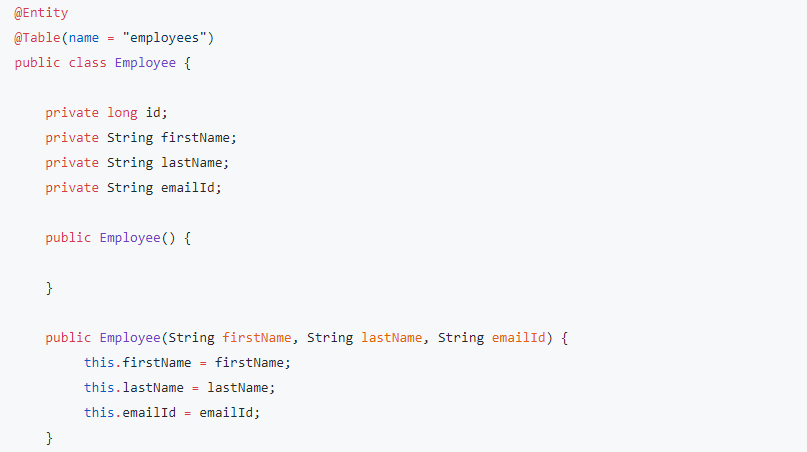 @Entity
@Table(name = "employees")
public class Employee {
private long id;
private String firstName;
private String lastName;
private String emailId;
public Employee() {
}
public Employee(String firstName, String lastName, String emailId) {
this.firstName = firstName;
this.lastName = lastName;
this.emailId = emailId;
}